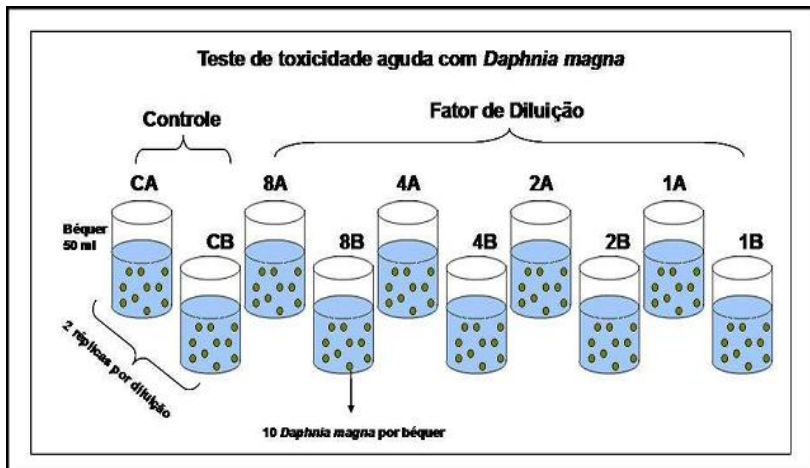 Teste de toxicidade aguda com Daphnia magna
Controle
Fator de Diluição
CA
8A
4A
2A
1A
Béquer
50 ml
CB
8B
4B
2B
1B
2 réplicas por diluição
10 Daphnia magna por béquer